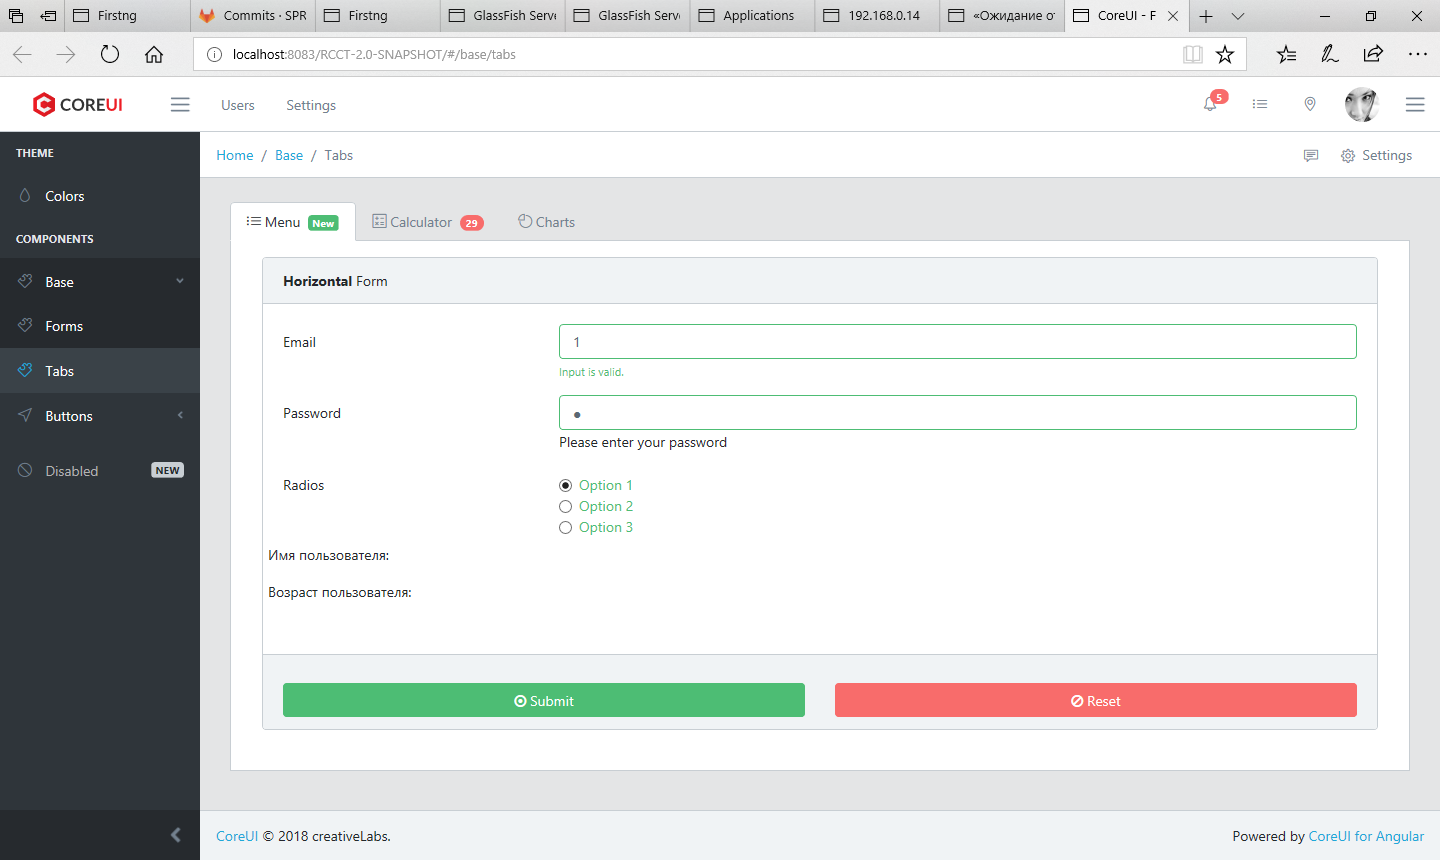 Firstng
Commits · SPR
Firstng
GlassFish Serve
GlassFish Serv
Applications
192.168.0.14
«Ожидание от
CoreUI - F
localhost:8083/RCCT-2.0-SNAPSHOT/#/base/tabs
COREUI
Users
Settings
5
THEME
Colors
COMPONENTS
Base
Forms
Tabs
Buttons
Disabled NEW
Home / Base / Tabs
Settings
Menu New
Calculator 29
Charts
Horizontal Form
Email
1
Input is valid.
Password
Please enter your password
Radios
Option 1
Option 2
Option 3
Имя пользователя:
Возраст пользователя:
Submit
Reset
CoreUI © 2018 creativeLabs.
Powered by CoreUI for Angular